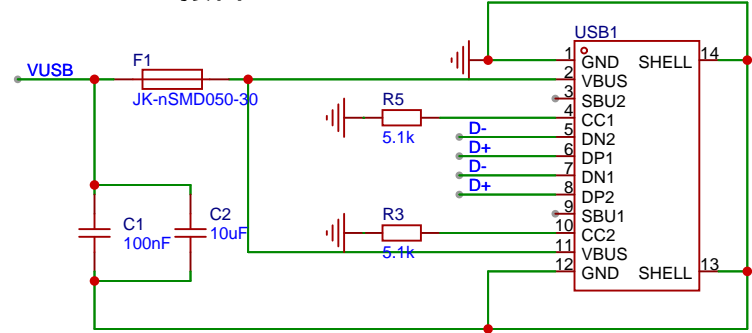 USB1
F1
VUSB
JK-nSMD050-30
1 GND SHELL 14
2 VBUS
3 SBU2
R5
4 CC1
5.1k
D- 5 DN2
D+ 6 DP1
D- 7 DN1
D+ 8 DP2
9 SBU1
R3
10 CC2
5.1k
11 VBUS
12 GND SHELL 13
C1
100nF
C2
10uF